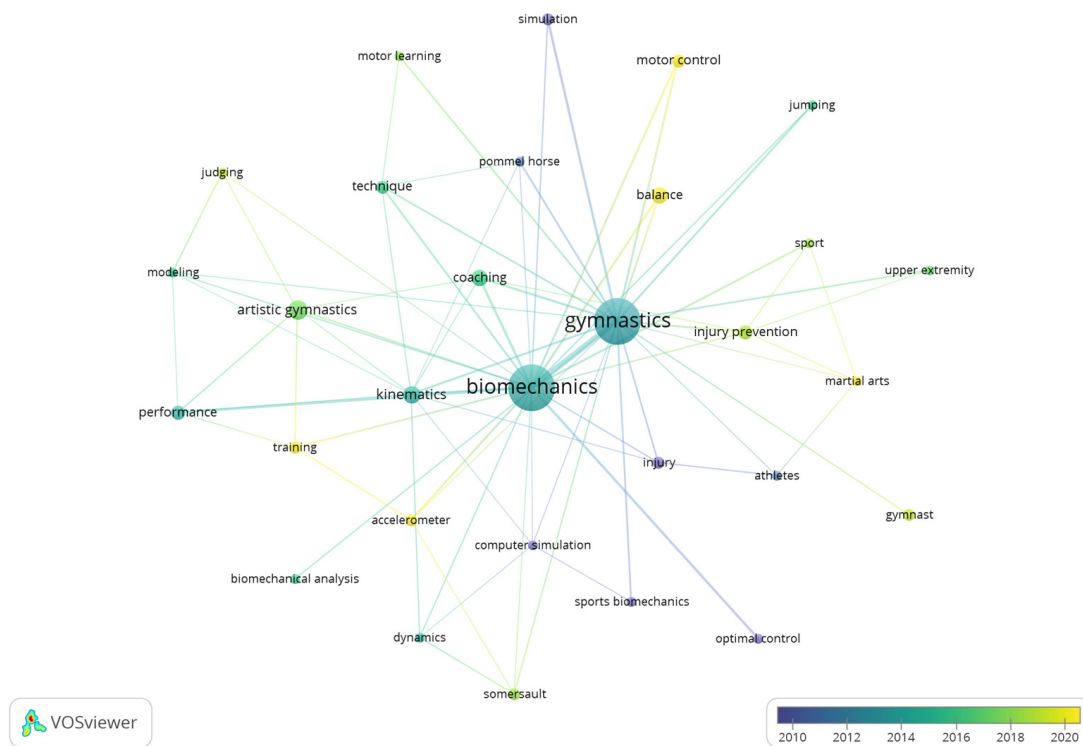 simulation
motor learning
motor control
jumping
pommel horse
judging
technique
balance
sport
modeling
coaching
upper extremity
artistic gymnastics
gymnastics
injury prevention
biomechanics
martial arts
kinematics
performance
training
injury
athletes
accelerometer
gymnast
computer simulation
biomechanical analysis
sports biomechanics
dynamics
optimal control
somersault
VOSviewer
2010 2012 2014 2016 2018 2020